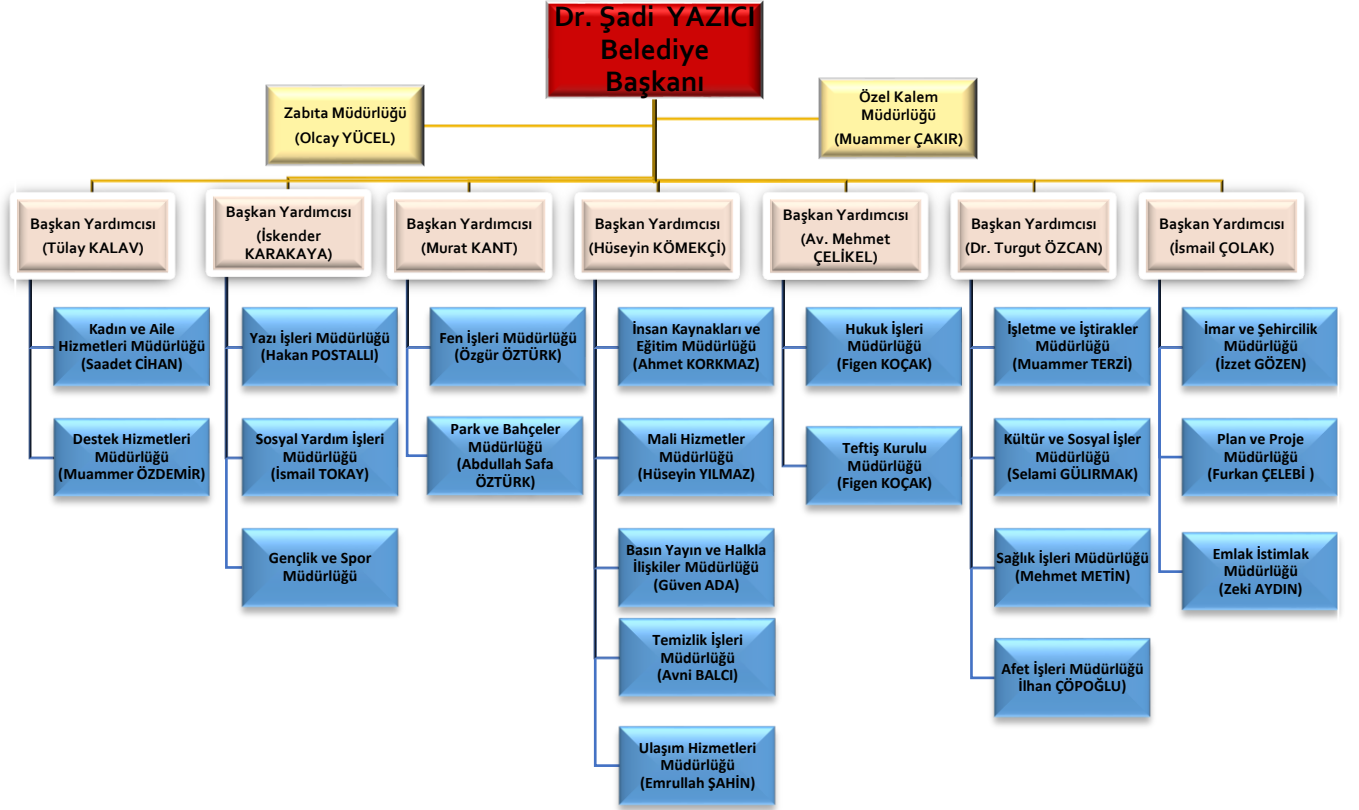 Dr. Şadi YAZICI
Belediye
Başkanı
Zabıta Müdürlüğü
(Olcay YÜCEL)
Özel Kalem
Müdürlüğü
(Muammer ÇAKIR)
Başkan Yardımcısı
(Tülay KALAV)
Başkan Yardımcısı
(İskender
KARAKAYA)
Başkan Yardımcısı
(Murat KANT)
Başkan Yardımcısı
(Hüseyin KÖMEKÇİ)
Başkan Yardımcısı
(Av. Mehmet
ÇELİKEL)
Başkan Yardımcısı
(Dr. Turgut ÖZCAN)
Başkan Yardımcısı
(İsmail ÇOLAK)
Kadın ve Aile
Hizmetleri Müdürlüğü
(Saadet CİHAN)
Yazı İşleri Müdürlüğü
(Hakan POSTALLI)
Fen İşleri Müdürlüğü
(Özgür ÖZTÜRK)
İnsan Kaynakları ve
Eğitim Müdürlüğü
(Ahmet KORKMAZ)
Hukuk İşleri
Müdürlüğü
(Figen KOÇAK)
İşletme ve İştirakler
Müdürlüğü
(Muammer TERZİ)
İmar ve Şehircilik
Müdürlüğü
(İzzet GÖZEN)
Destek Hizmetleri
Müdürlüğü
(Muammer ÖZDEMİR)
Sosyal Yardım İşleri
Müdürlüğü
(İsmail TOKAY)
Park ve Bahçeler
Müdürlüğü
(Abdullah Safa
ÖZTÜRK)
Mali Hizmetler
Müdürlüğü
(Hüseyin YILMAZ)
Teftiş Kurulu
Müdürlüğü
(Figen KOÇAK)
Kültür ve Sosyal İşler
Müdürlüğü
(Selami GÜLIRMAK)
Plan ve Proje
Müdürlüğü
(Furkan ÇELEBİ )
Gençlik ve Spor
Müdürlüğü
Basın Yayın ve Halkla
İlişkiler Müdürlüğü
(Güven ADA)
Sağlık İşleri Müdürlüğü
(Mehmet METİN)
Emlak İstimlak
Müdürlüğü
(Zeki AYDIN)
Temizlik İşleri
Müdürlüğü
(Avni BALCI)
Afet İşleri Müdürlüğü
İlhan ÇÖPOĞLU)
Ulaşım Hizmetleri
Müdürlüğü
(Emrullah ŞAHİN)